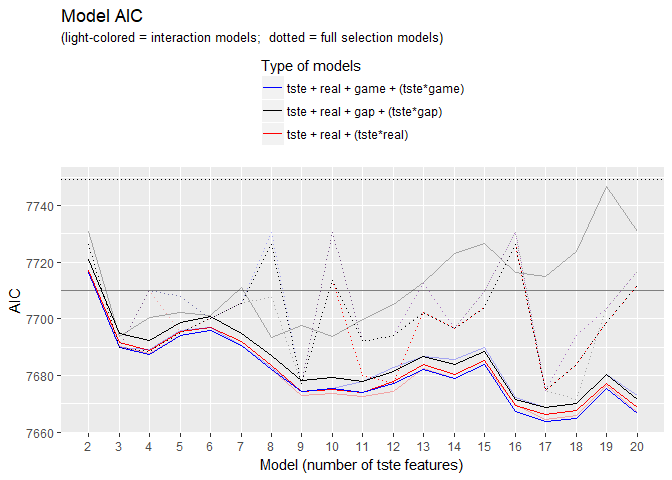 Model AIC
(light-colored = interaction models;  dotted = full selection models)
Type of models
tste + real + game + (tste*game)
tste + real + gap + (tste*gap)
tste + real + (tste*real)
AIC
7740
7720
7700
7680
7660
2 3 4 5 6 7 8 9 10 11 12 13 14 15 16 17 18 19 20
Model (number of tste features)